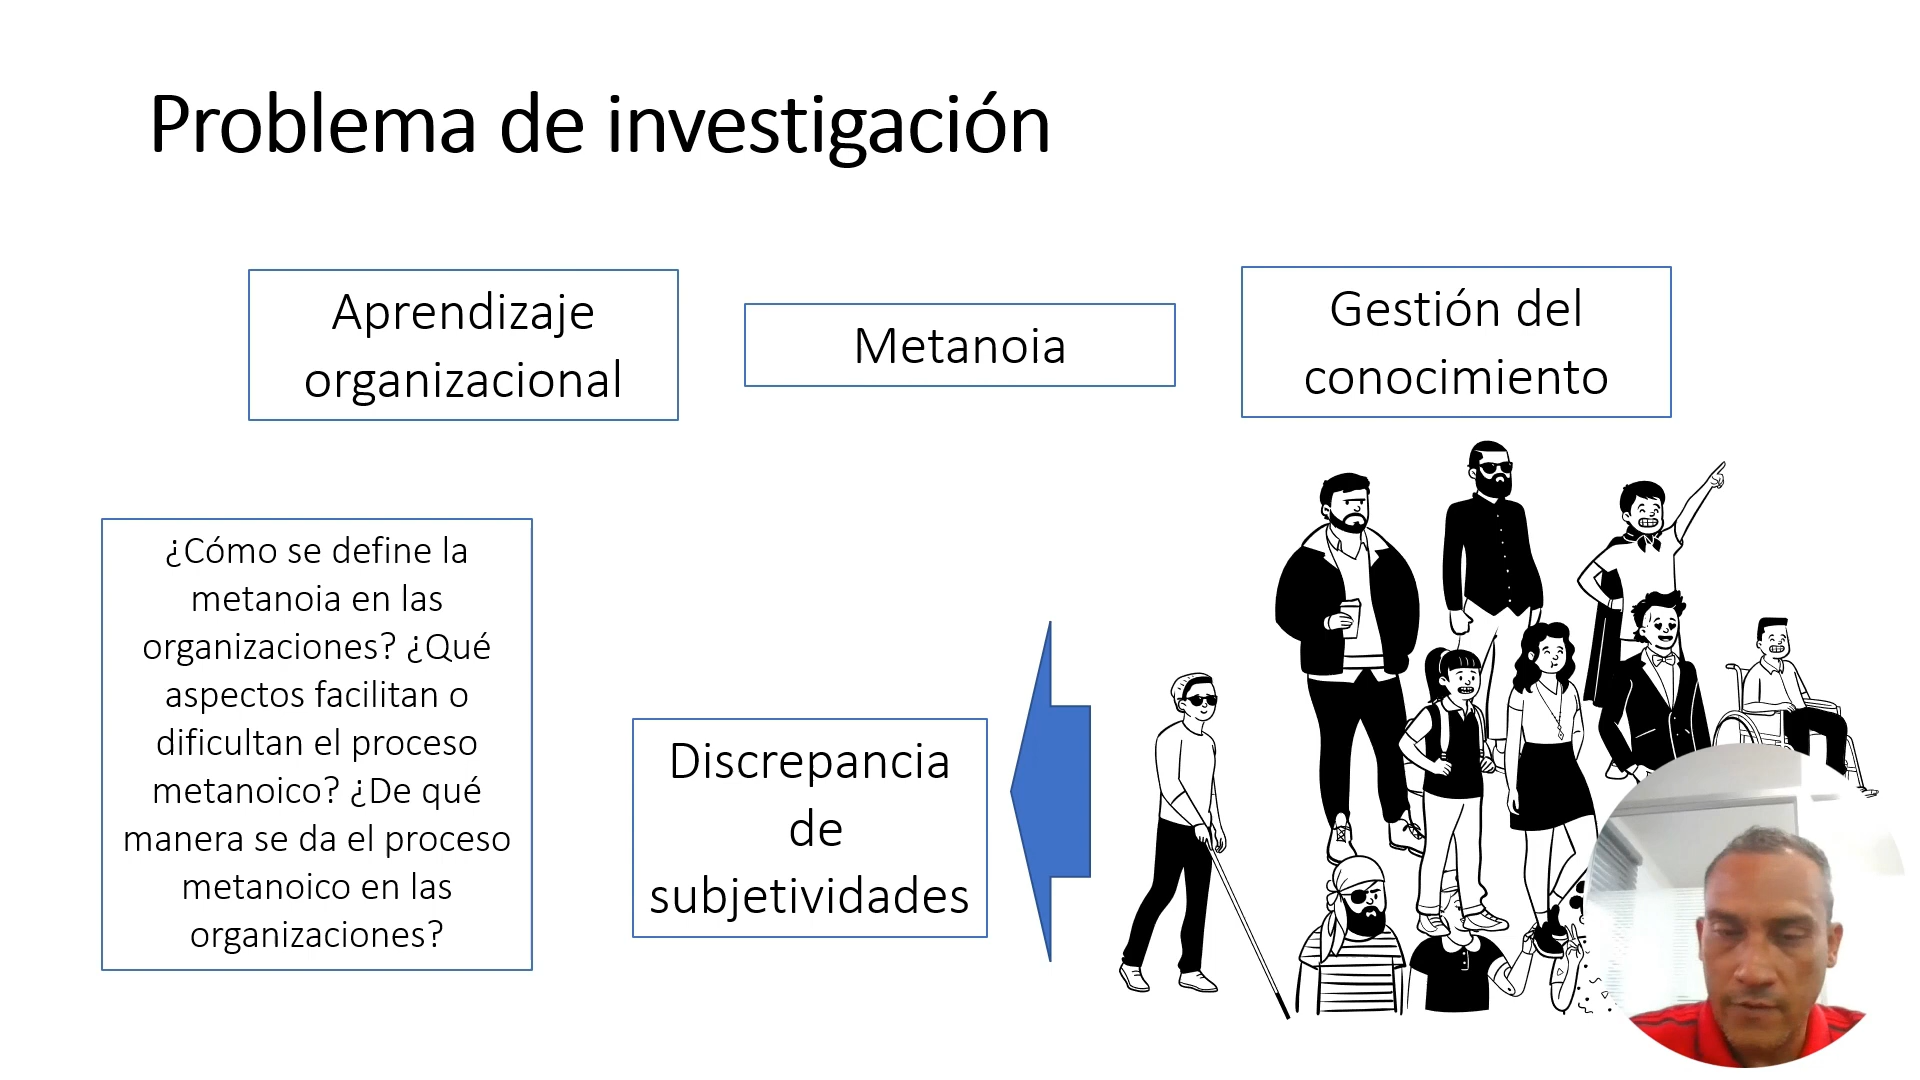 Problema de investigación
Aprendizaje
organizacional
Metanoia
Gestión del
conocimiento
¿Cómo se define la
metanoia en las
organizaciones? ¿Qué
aspectos facilitan o
dificultan el proceso
metanoico? ¿De qué
manera se da el proceso
metanoico en las
organizaciones?
Discrepancia
de
subjetividades